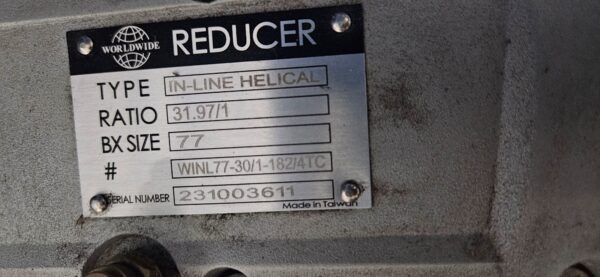 WORLDWIDE REDUCER
TYPE IN-LINE HELICAL
RATIO 31.97/1
BX SIZE 77
# WINL77-30/1-182/4TC
SERIAL NUMBER 231003611
Made in Taiwan